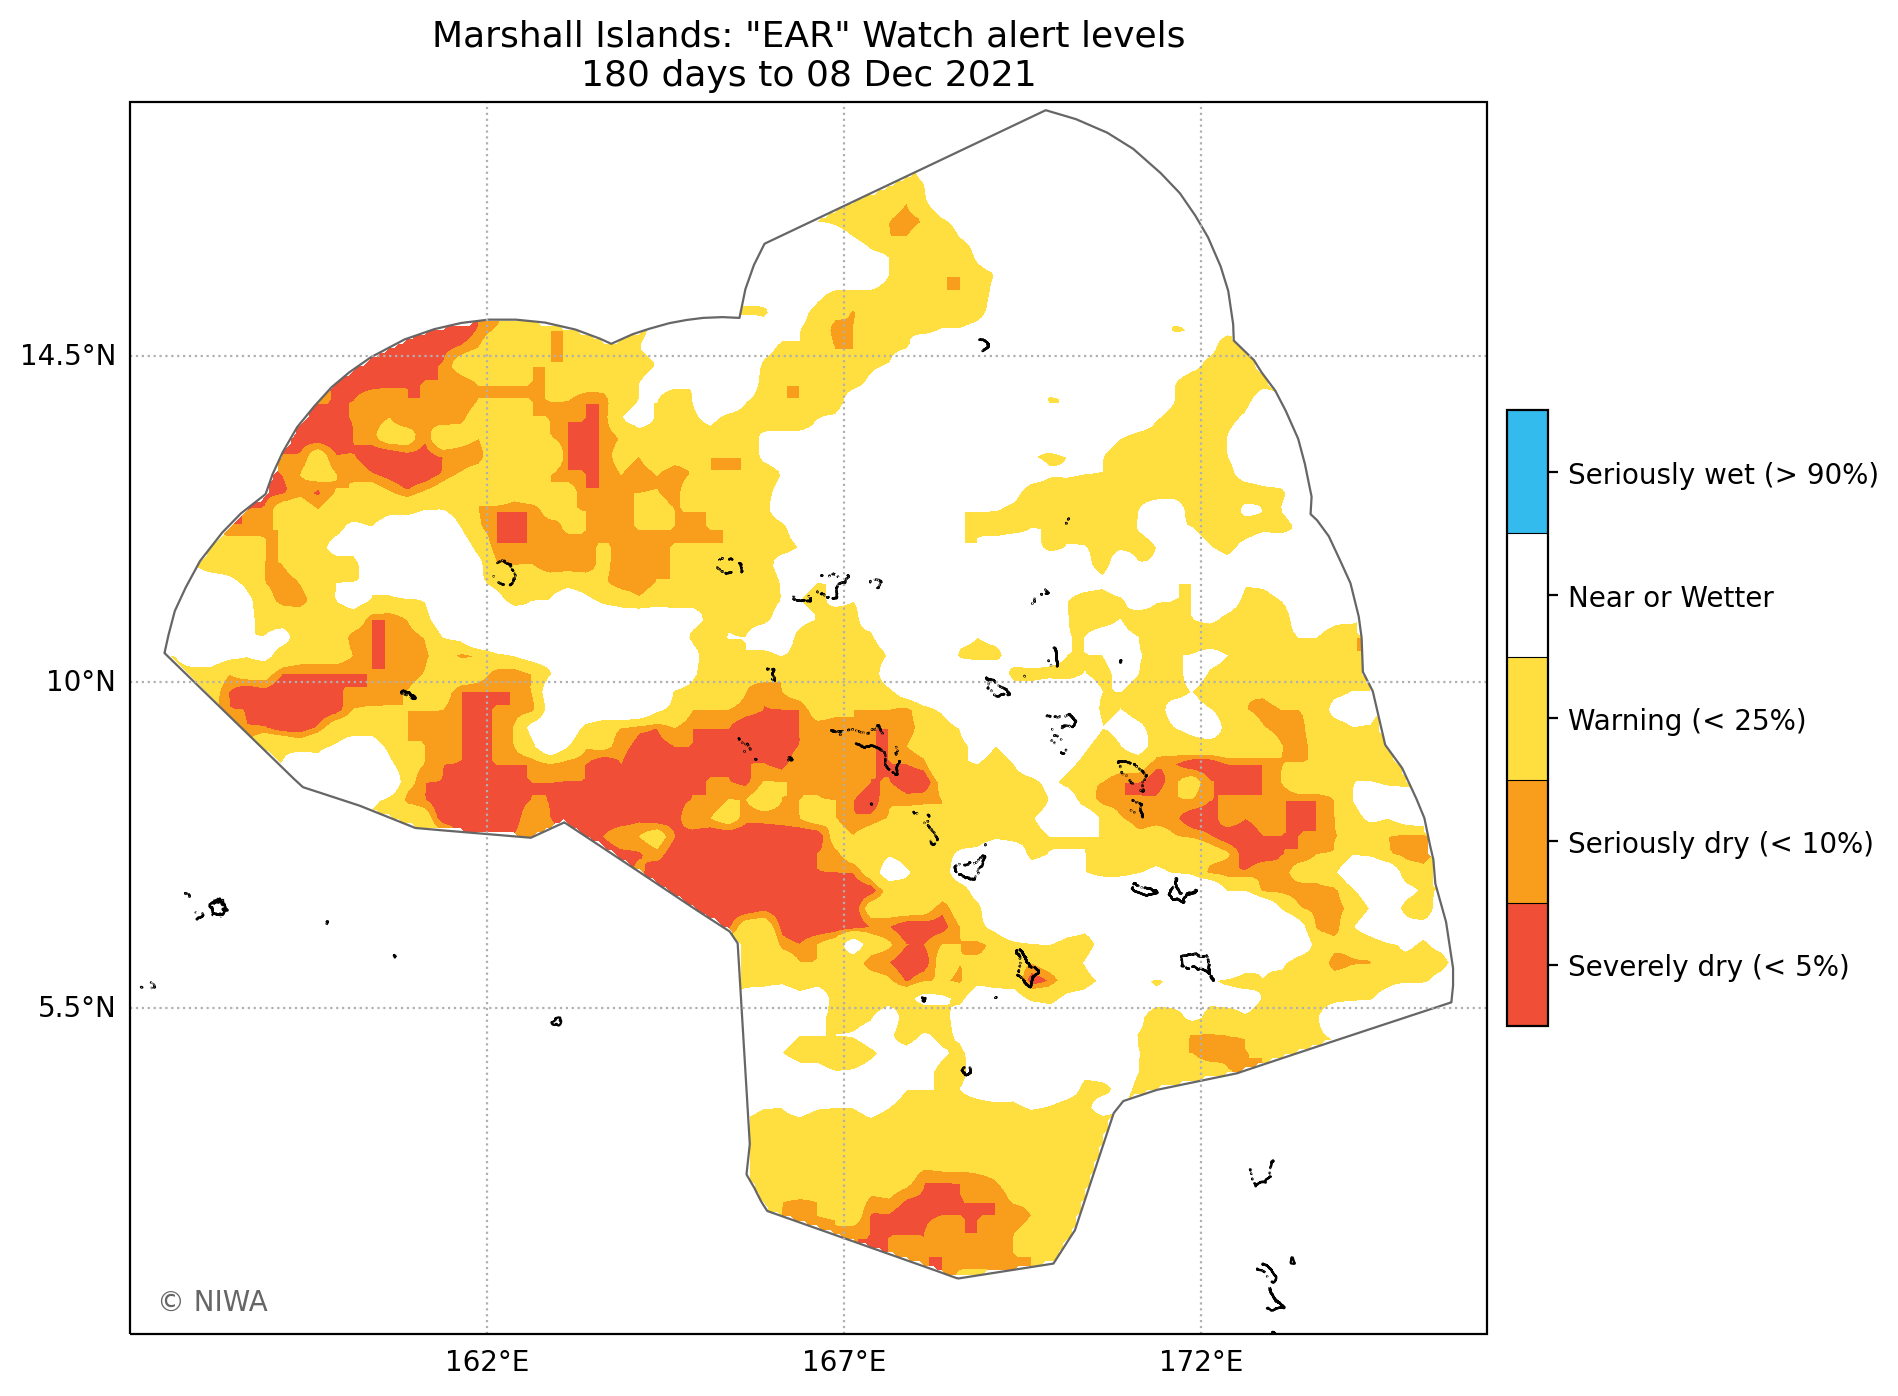 Marshall Islands: "EAR" Watch alert levels
180 days to 08 Dec 2021
14.5°N
10°N
5.5°N
162°E
167°E
172°E
Seriously wet (> 90%)
Near or Wetter
Warning (< 25%)
Seriously dry (< 10%)
Severely dry (< 5%)
© NIWA